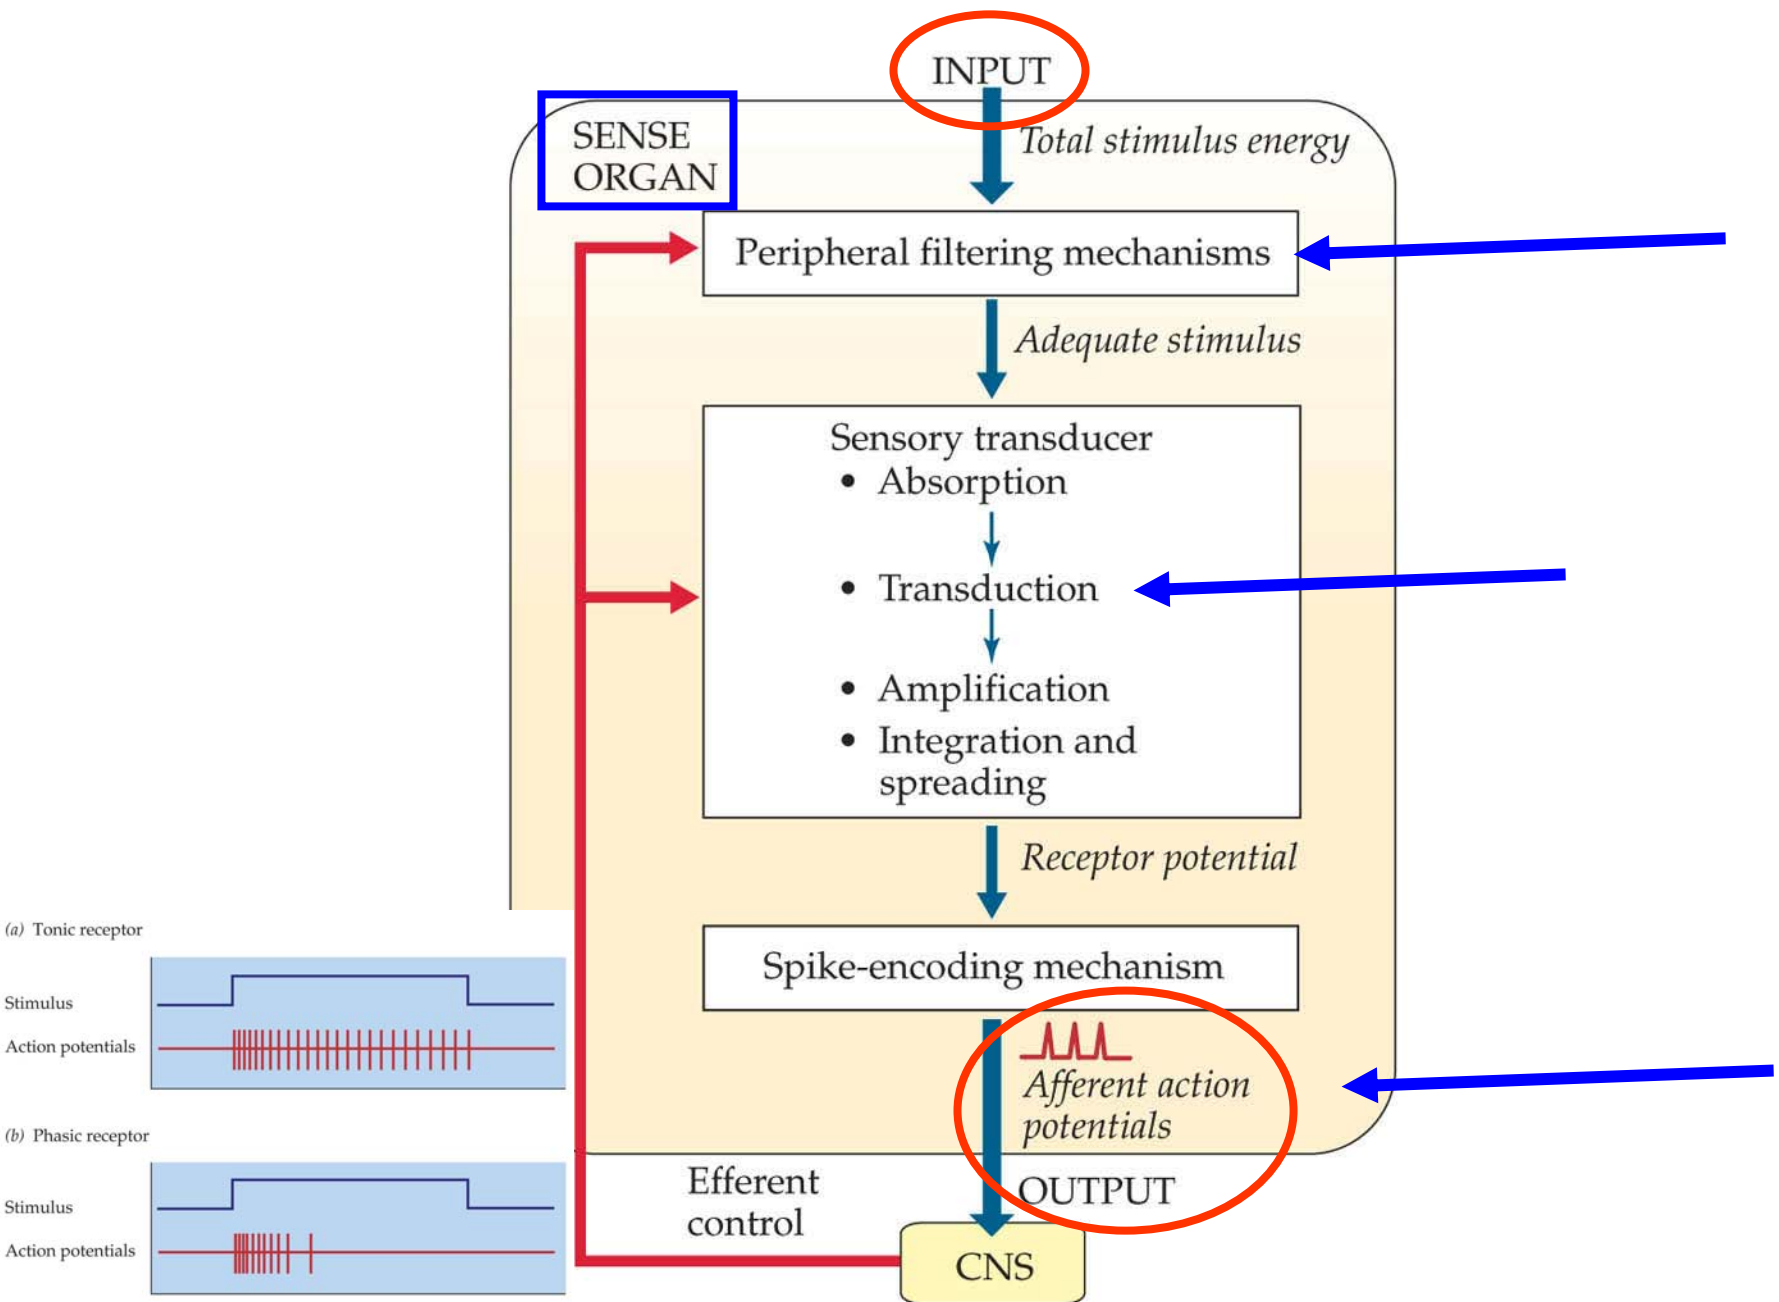 INPUT
SENSE
ORGAN
Total stimulus energy
Peripheral filtering mechanisms
Adequate stimulus
Sensory transducer
• Absorption
• Transduction
• Amplification
• Integration and
spreading
Receptor potential
Spike-encoding mechanism
Afferent action
potentials
OUTPUT
Efferent
control
CNS
(a) Tonic receptor
Stimulus
Action potentials
(b) Phasic receptor
Stimulus
Action potentials